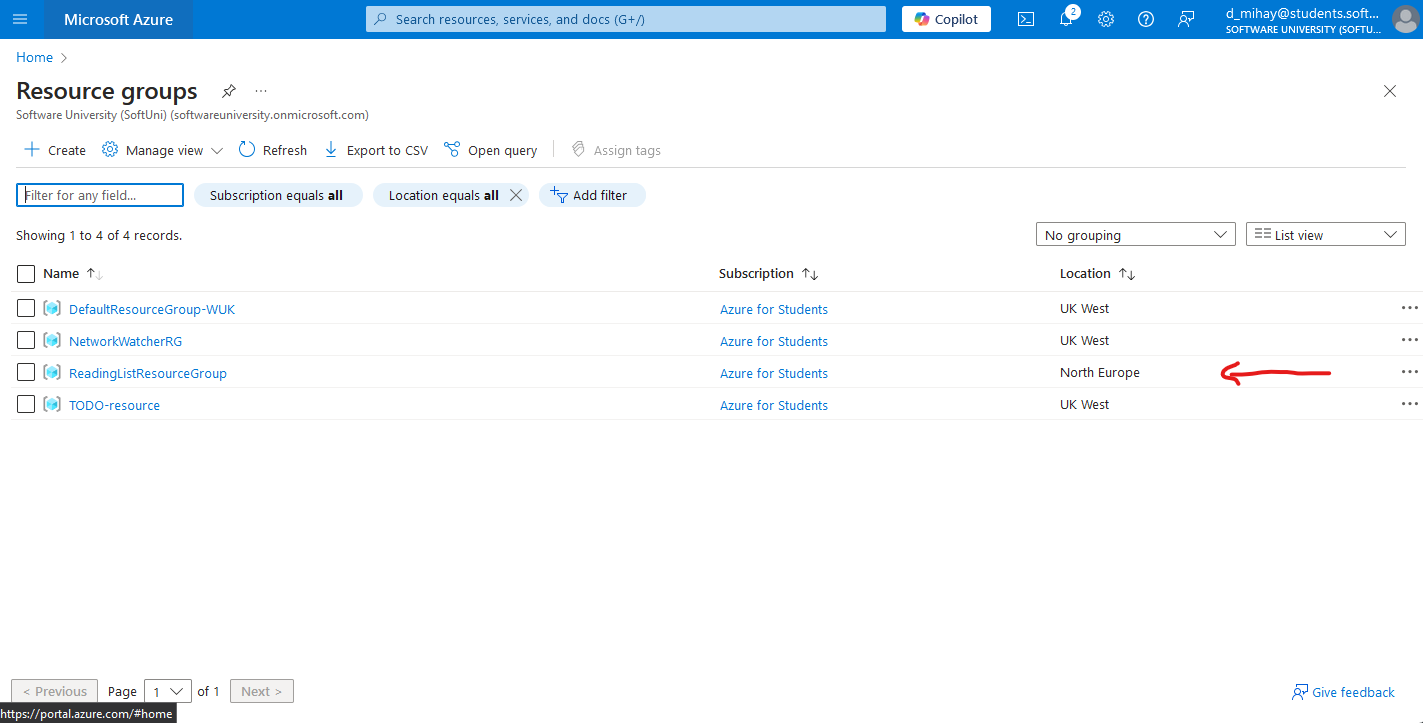 Microsoft Azure
Search resources, services, and docs (G+/)
Copilot
2
d_mihay@students.soft...
SOFTWARE UNIVERSITY (SOFTU...
Home
Resource groups
Software University (SoftUni) (softwareuniversity.onmicrosoft.com)
Create Manage view Refresh Export to CSV Open query Assign tags
Filter for any field... Subscription equals all Location equals all Add filter
Showing 1 to 4 of 4 records. No grouping List view
Name Subscription Location
DefaultResourceGroup-WUK Azure for Students UK West
NetworkWatcherRG Azure for Students UK West
ReadingListResourceGroup Azure for Students North Europe
TODO-resource Azure for Students UK West
< Previous Page 1 of 1 Next > Give feedback
https://portal.azure.com/#home